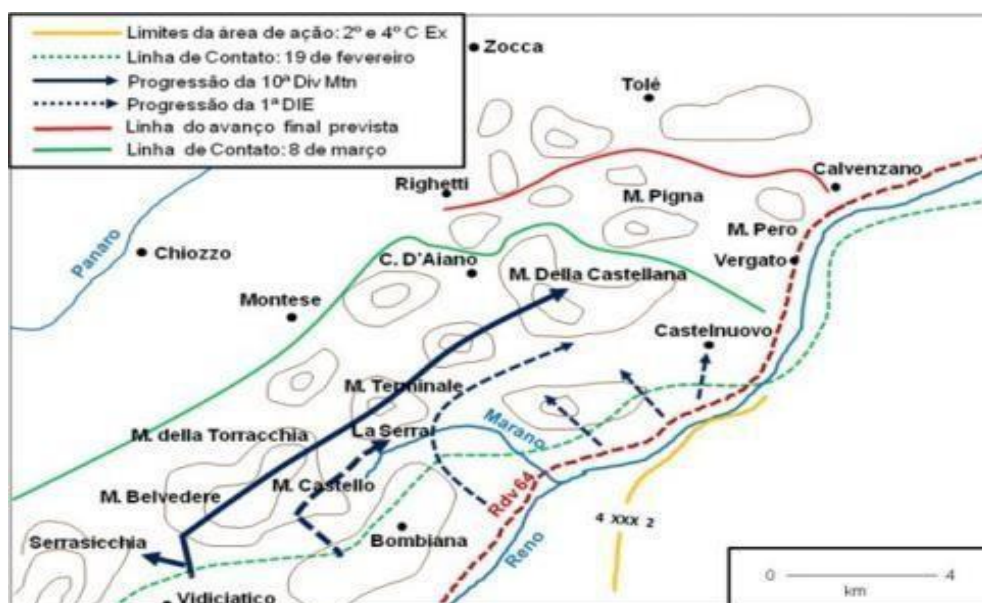 Limites da área de ação: 2º e 4º C Ex
Linha de Contato: 19 de fevereiro
Progressão da 10ª Div Mtn
Progressão da 1ª DIE
Linha do avanço final prevista
Linha de Contato: 8 de março
Zocca
Tolé
Righetti
Calvenzano
M. Pigna
M. Pero
Panaro
Chiozzo
C. D'Aiano
M. Della Castellana
Vergato
Montese
Castelnuovo
M. Terminale
La Serra
Marano
M. della Torracchia
M. Belvedere
M. Castello
Rdv 64
Bombiana
Reno
4 XXX 2
Serrasicchia
Vidiciatico
0 4
km